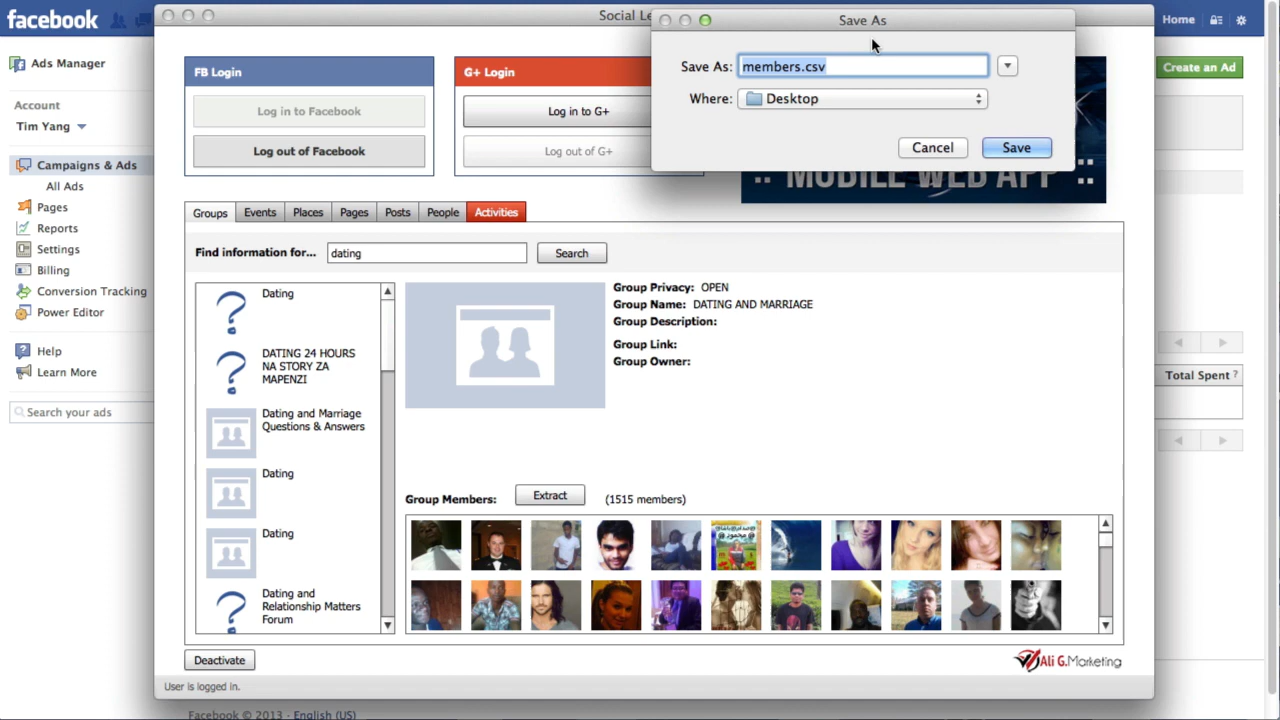 facebook
Home
Ads Manager
Account
Tim Yang
Campaigns & Ads
All Ads
Pages
Reports
Settings
Billing
Conversion Tracking
Power Editor
Help
Learn More
Search your ads
Social Le
Save As
Save As: members.csv
Where: Desktop
Cancel
Save
Create an Ad
FB Login
Log in to Facebook
Log out of Facebook
G+ Login
Log in to G+
Log out of G+
:: MOBILE WEB APP ::
Groups
Events
Places
Pages
Posts
People
Activities
Find information for...
dating
Search
Dating
DATING 24 HOURS
NA STORY ZA
MAPENZI
Dating and Marriage
Questions & Answers
Dating
Dating
Dating and
Relationship Matters
Forum
Group Privacy: OPEN
Group Name: DATING AND MARRIAGE
Group Description:
Group Link:
Group Owner:
Group Members:
Extract
(1515 members)
Total Spent ?
Deactivate
Ali G.Marketing
User is logged in.
Facebook © 2013 · English (US)